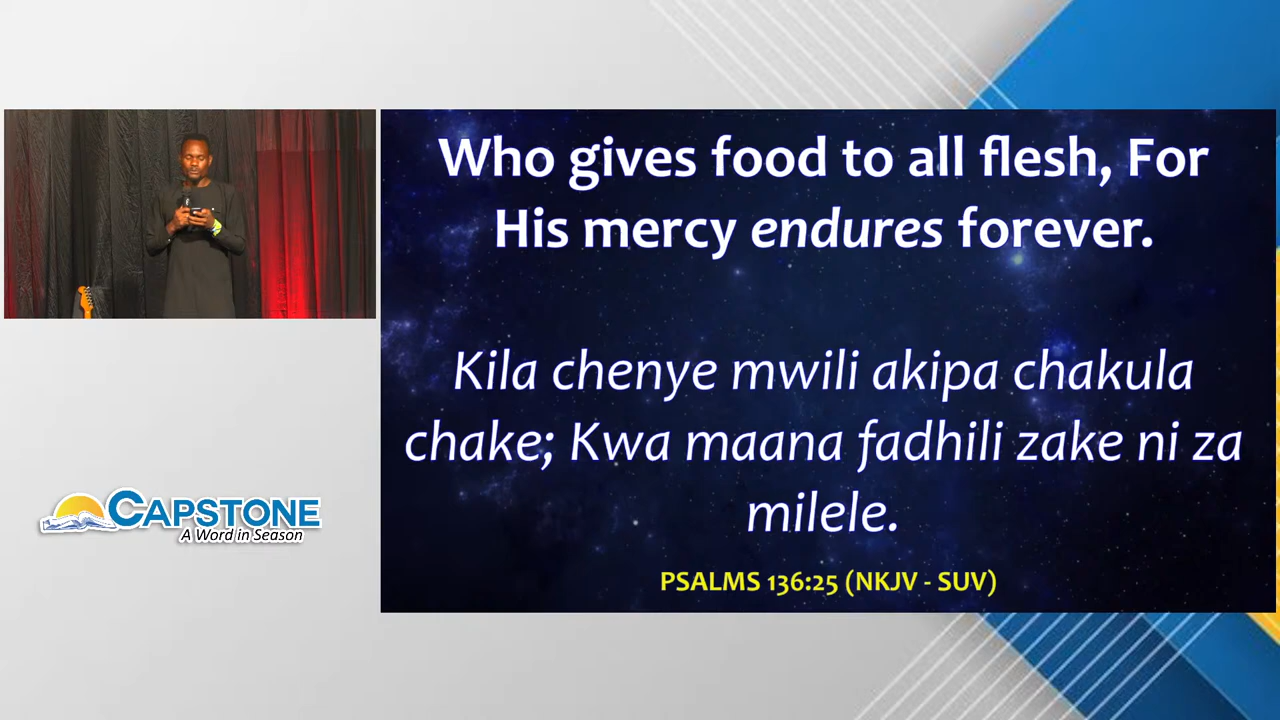 Who gives food to all flesh, For
His mercy endures forever.
Kila chenye mwili akipa chakula
chake; Kwa maana fadhili zake ni za
milele.
PSALMS 136:25 (NKJV - SUV)
CAPSTONE
A Word in Season